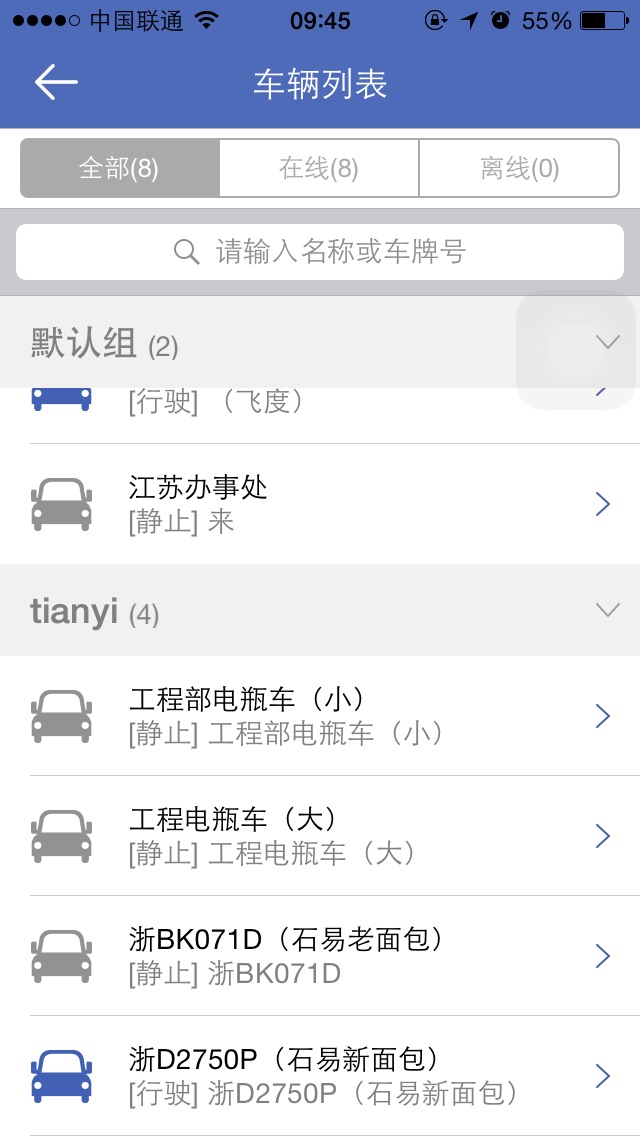 中国联通 09:45 55%
车辆列表
全部(8) 在线(8) 离线(0)
请输入名称或车牌号
默认组 (2)
[行驶] （飞度）
江苏办事处
[静止] 来
tianyi (4)
工程部电瓶车（小）
[静止] 工程部电瓶车（小）
工程电瓶车（大）
[静止] 工程电瓶车（大）
浙BK071D（石易老面包）
[静止] 浙BK071D
浙D2750P（石易新面包）
[行驶] 浙D2750P（石易新面包）